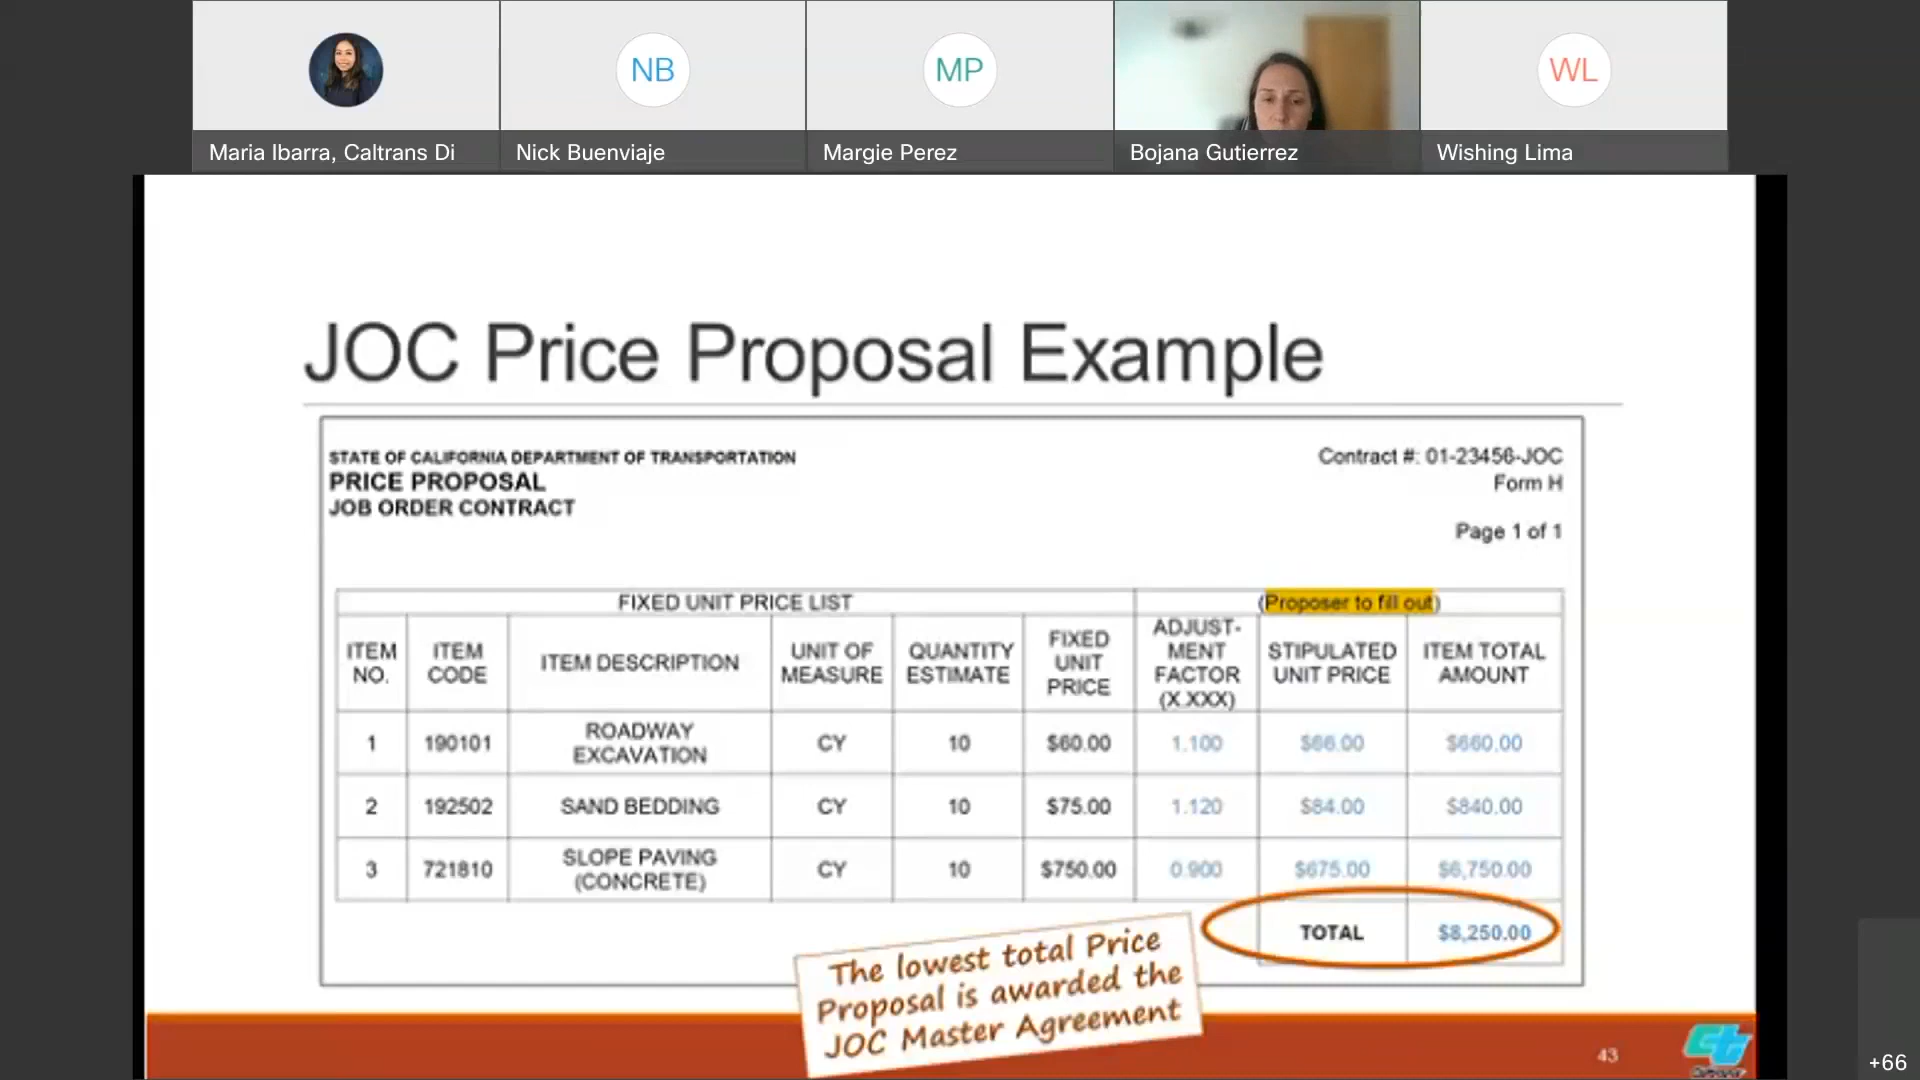 NB
MP
WL
Maria Ibarra, Caltrans Di
Nick Buenviaje
Margie Perez
Bojana Gutierrez
Wishing Lima
JOC Price Proposal Example
STATE OF CALIFORNIA DEPARTMENT OF TRANSPORTATION
PRICE PROPOSAL
JOB ORDER CONTRACT
Contract #: 01-23456-JOC
Form H
Page 1 of 1
FIXED UNIT PRICE LIST
(Proposer to fill out)
ITEM
NO.
ITEM
CODE
ITEM DESCRIPTION
UNIT OF
MEASURE
QUANTITY
ESTIMATE
FIXED
UNIT
PRICE
ADJUST-
MENT
FACTOR
(X.XXX)
STIPULATED
UNIT PRICE
ITEM TOTAL
AMOUNT
1
190101
ROADWAY
EXCAVATION
CY
10
$60.00
1.100
$66.00
$660.00
2
192502
SAND BEDDING
CY
10
$75.00
1.120
$84.00
$840.00
3
721810
SLOPE PAVING
(CONCRETE)
CY
10
$750.00
0.900
$675.00
$6,750.00
TOTAL
$8,250.00
The lowest total Price
Proposal is awarded the
JOC Master Agreement
43
Caltrans
+66